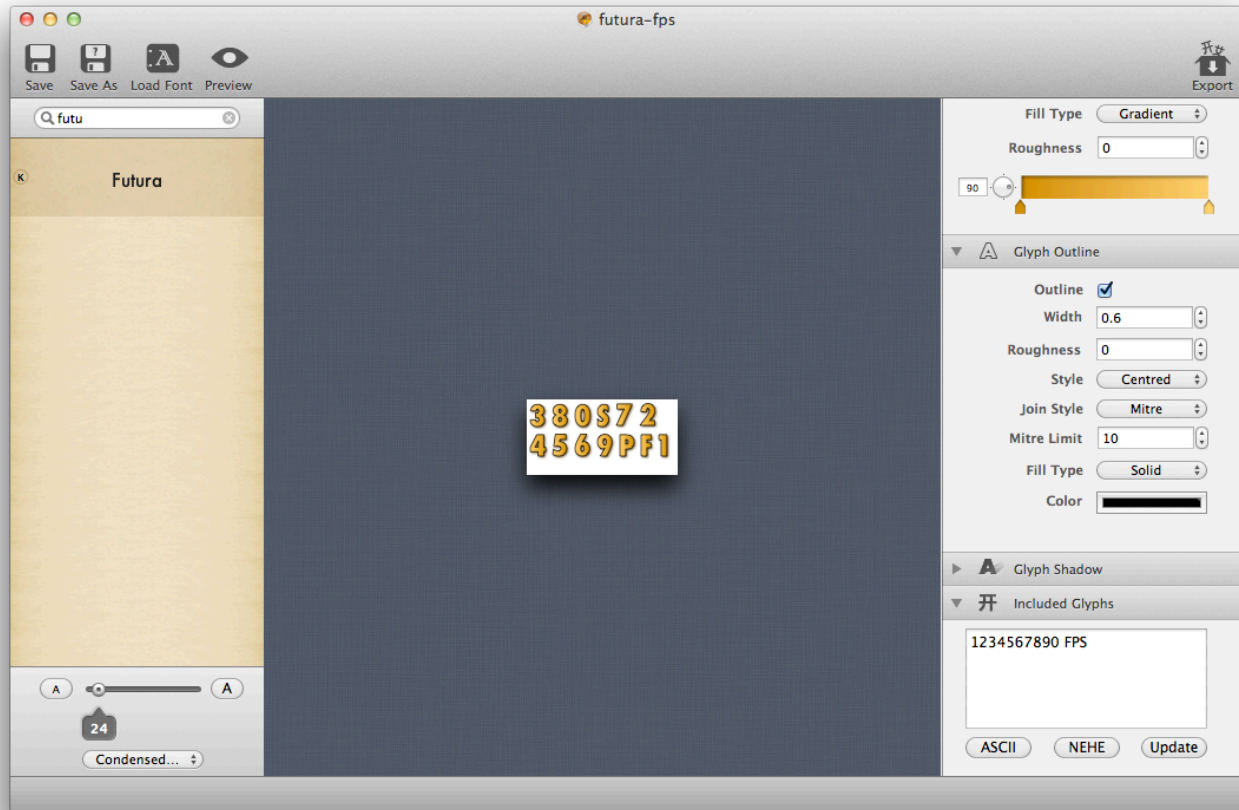 futura-fps
Save
Save As
Load Font
Preview
Export
futu
K
Futura
A
A
24
Condensed...
380S72
4569PF1
Fill Type Gradient
Roughness 0
90
Glyph Outline
Outline
Width 0.6
Roughness 0
Style Centred
Join Style Mitre
Mitre Limit 10
Fill Type Solid
Color
Glyph Shadow
Included Glyphs
1234567890 FPS
ASCII
NEHE
Update